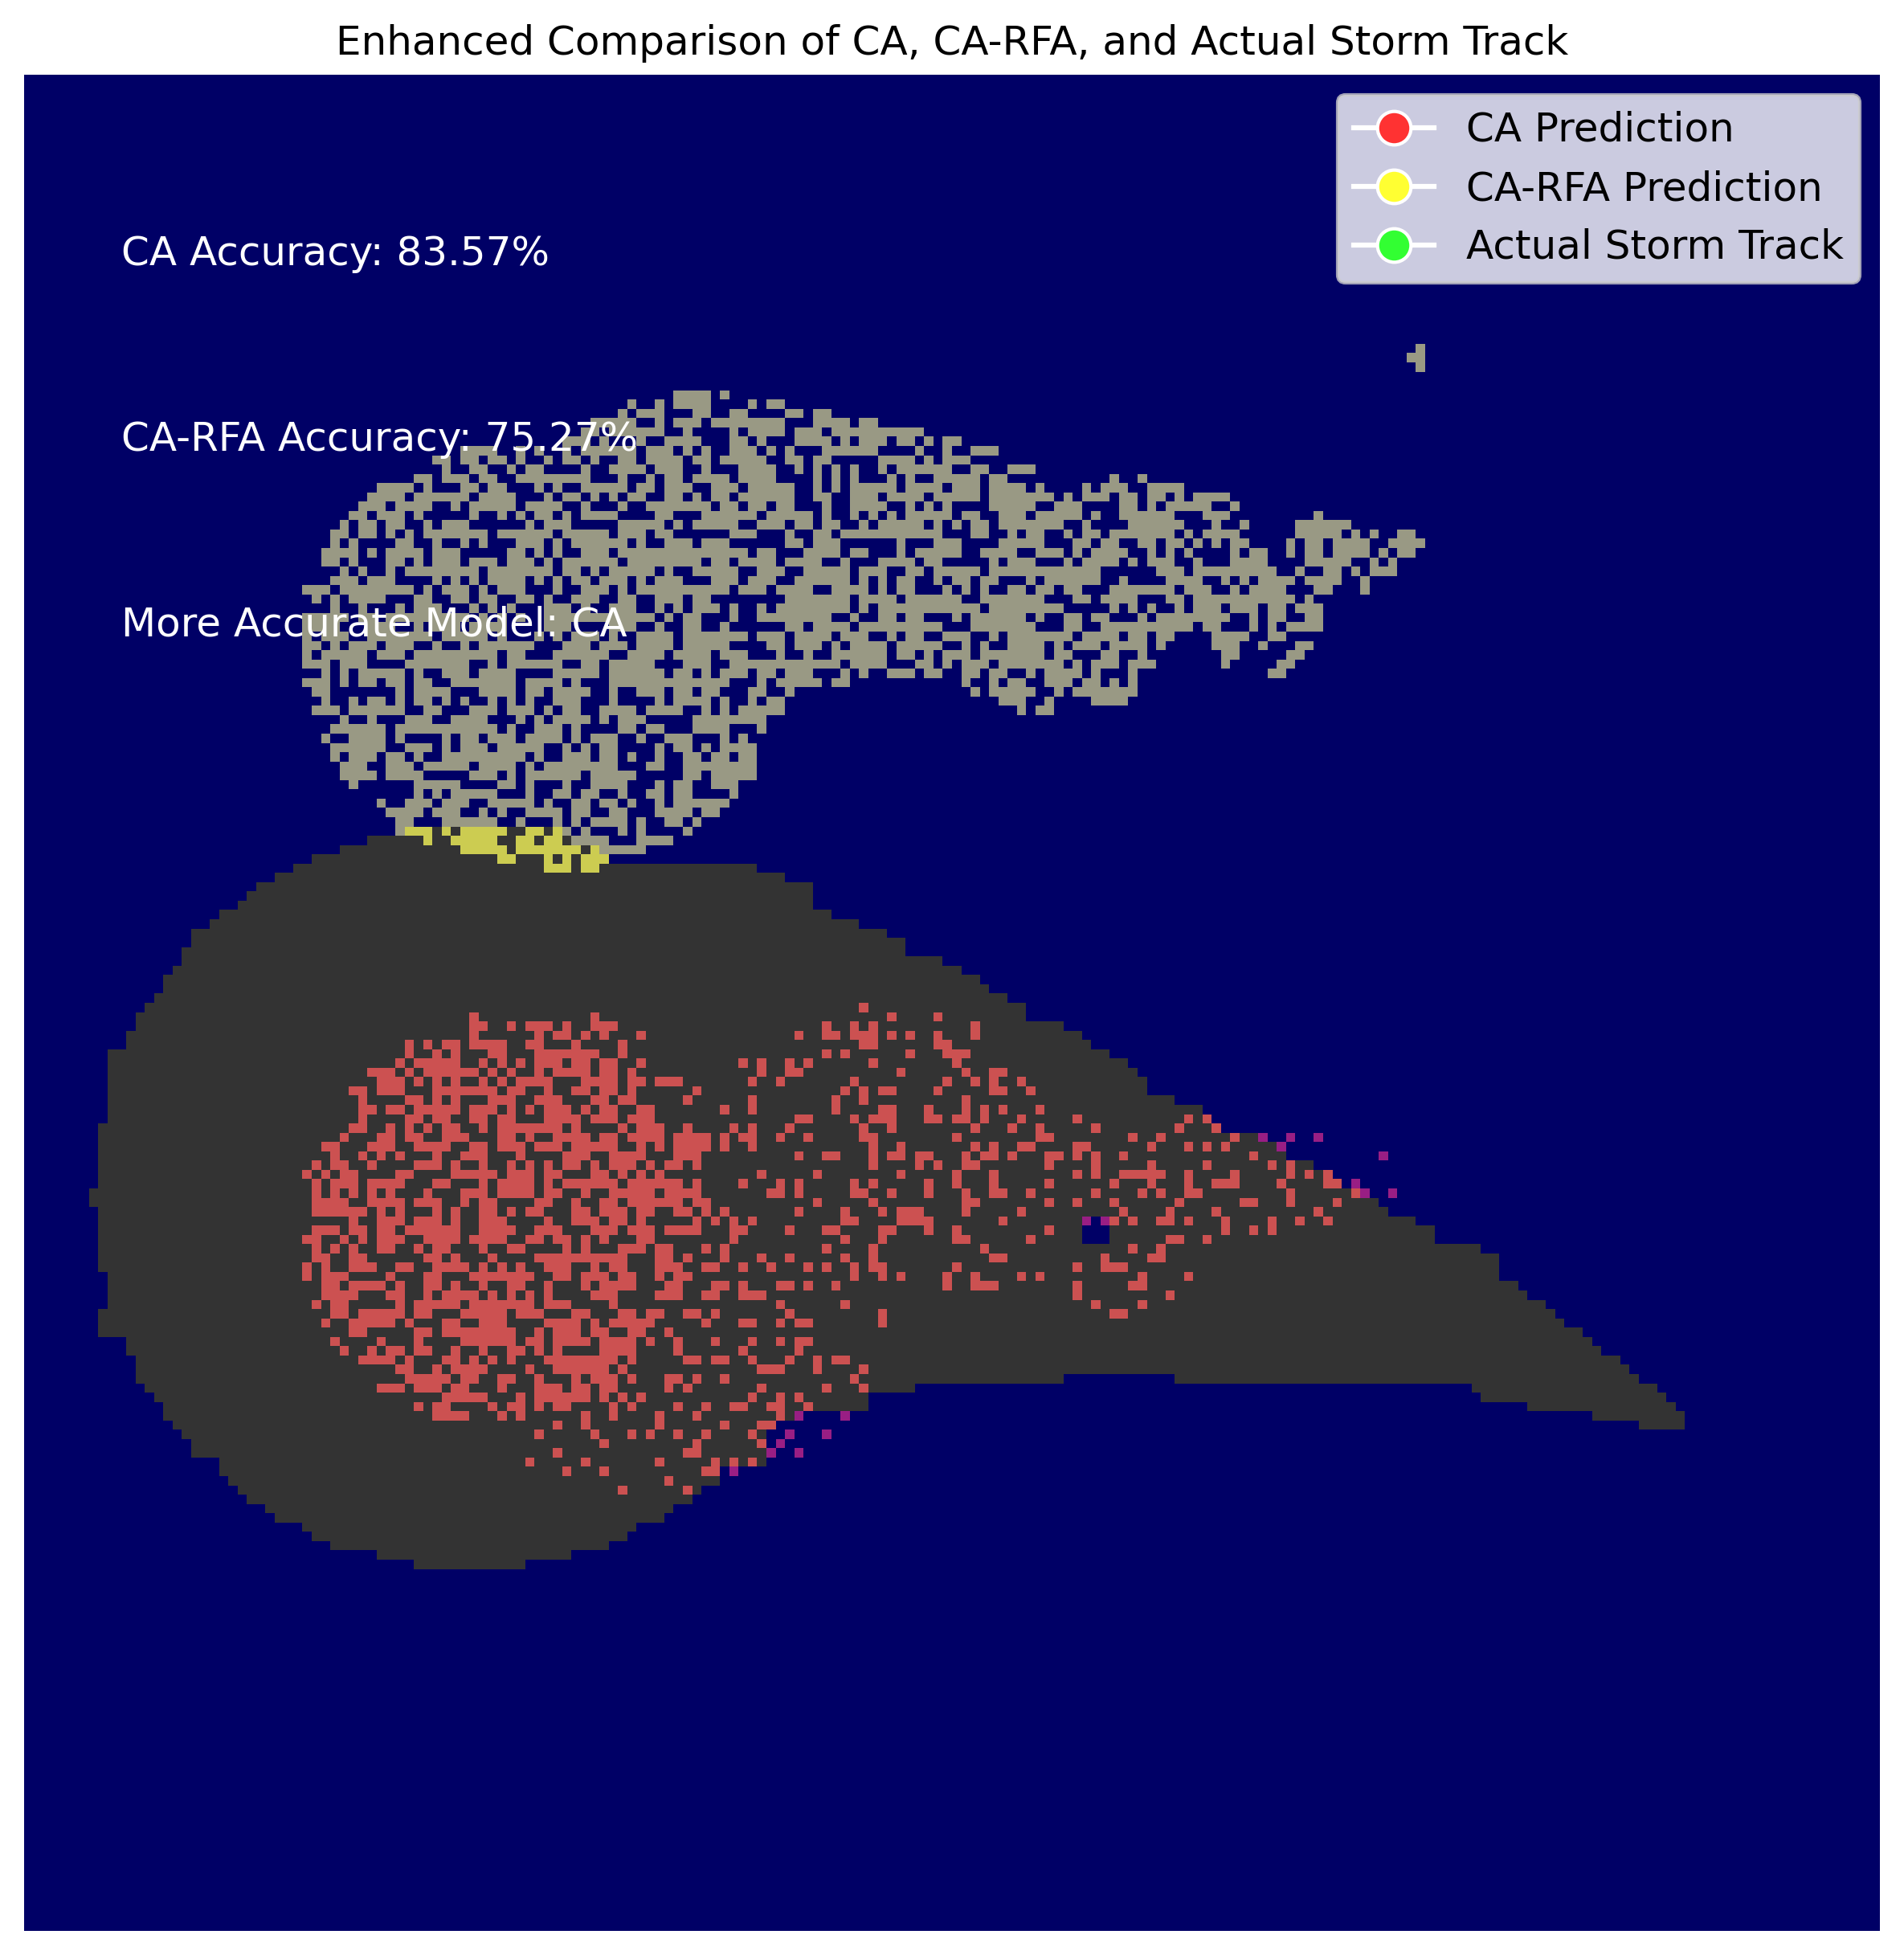 Enhanced Comparison of CA, CA-RFA, and Actual Storm Track
CA Prediction
CA-RFA Prediction
Actual Storm Track
CA Accuracy: 83.57%
CA-RFA Accuracy: 75.27%
More Accurate Model: CA